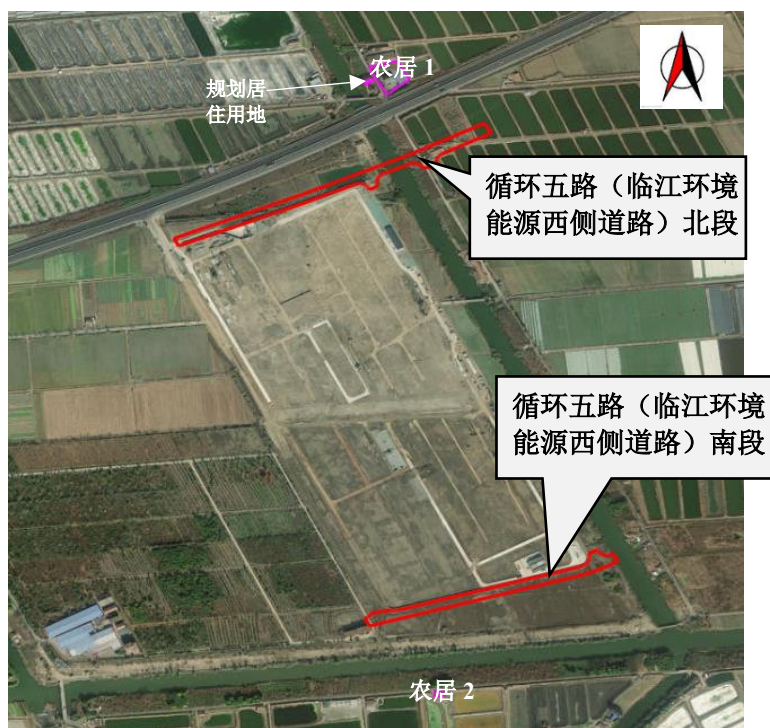 农居 1
规划居
住用地
循环五路（临江环境
能源西侧道路）北段
循环五路（临江环境
能源西侧道路）南段
农居 2